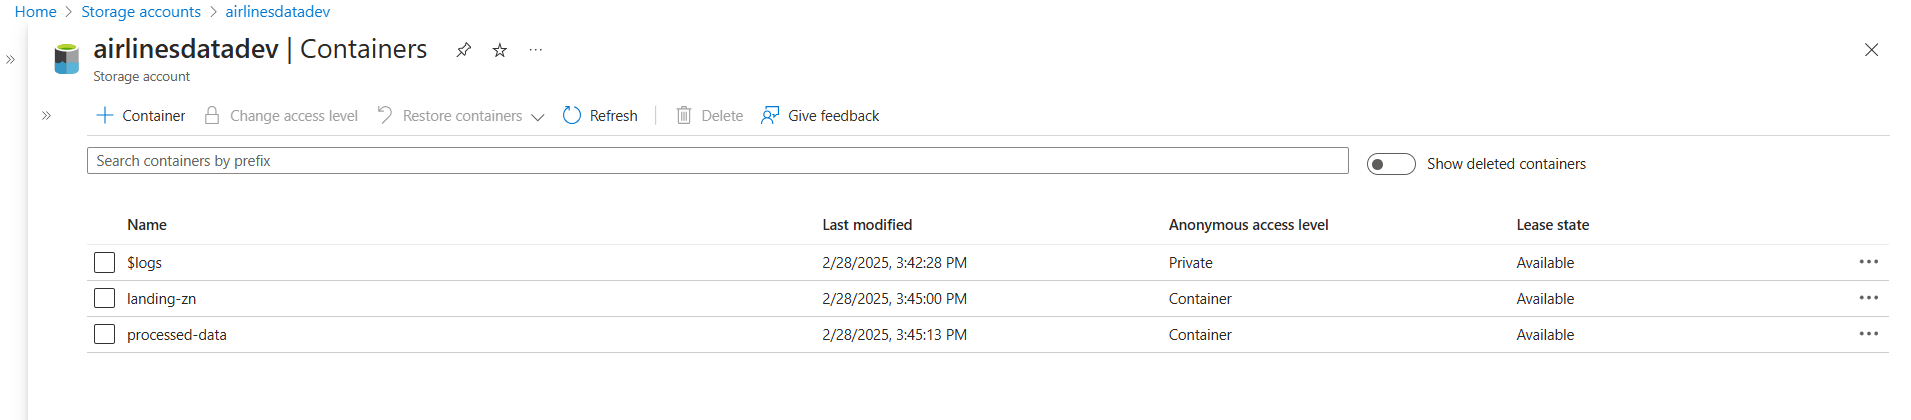 Home > Storage accounts > airlinesdatadev
airlinesdatadev | Containers
Storage account
Container Change access level Restore containers Refresh Delete Give feedback
Search containers by prefix Show deleted containers
Name Last modified Anonymous access level Lease state
$logs 2/28/2025, 3:42:28 PM Private Available
landing-zn 2/28/2025, 3:45:00 PM Container Available
processed-data 2/28/2025, 3:45:13 PM Container Available